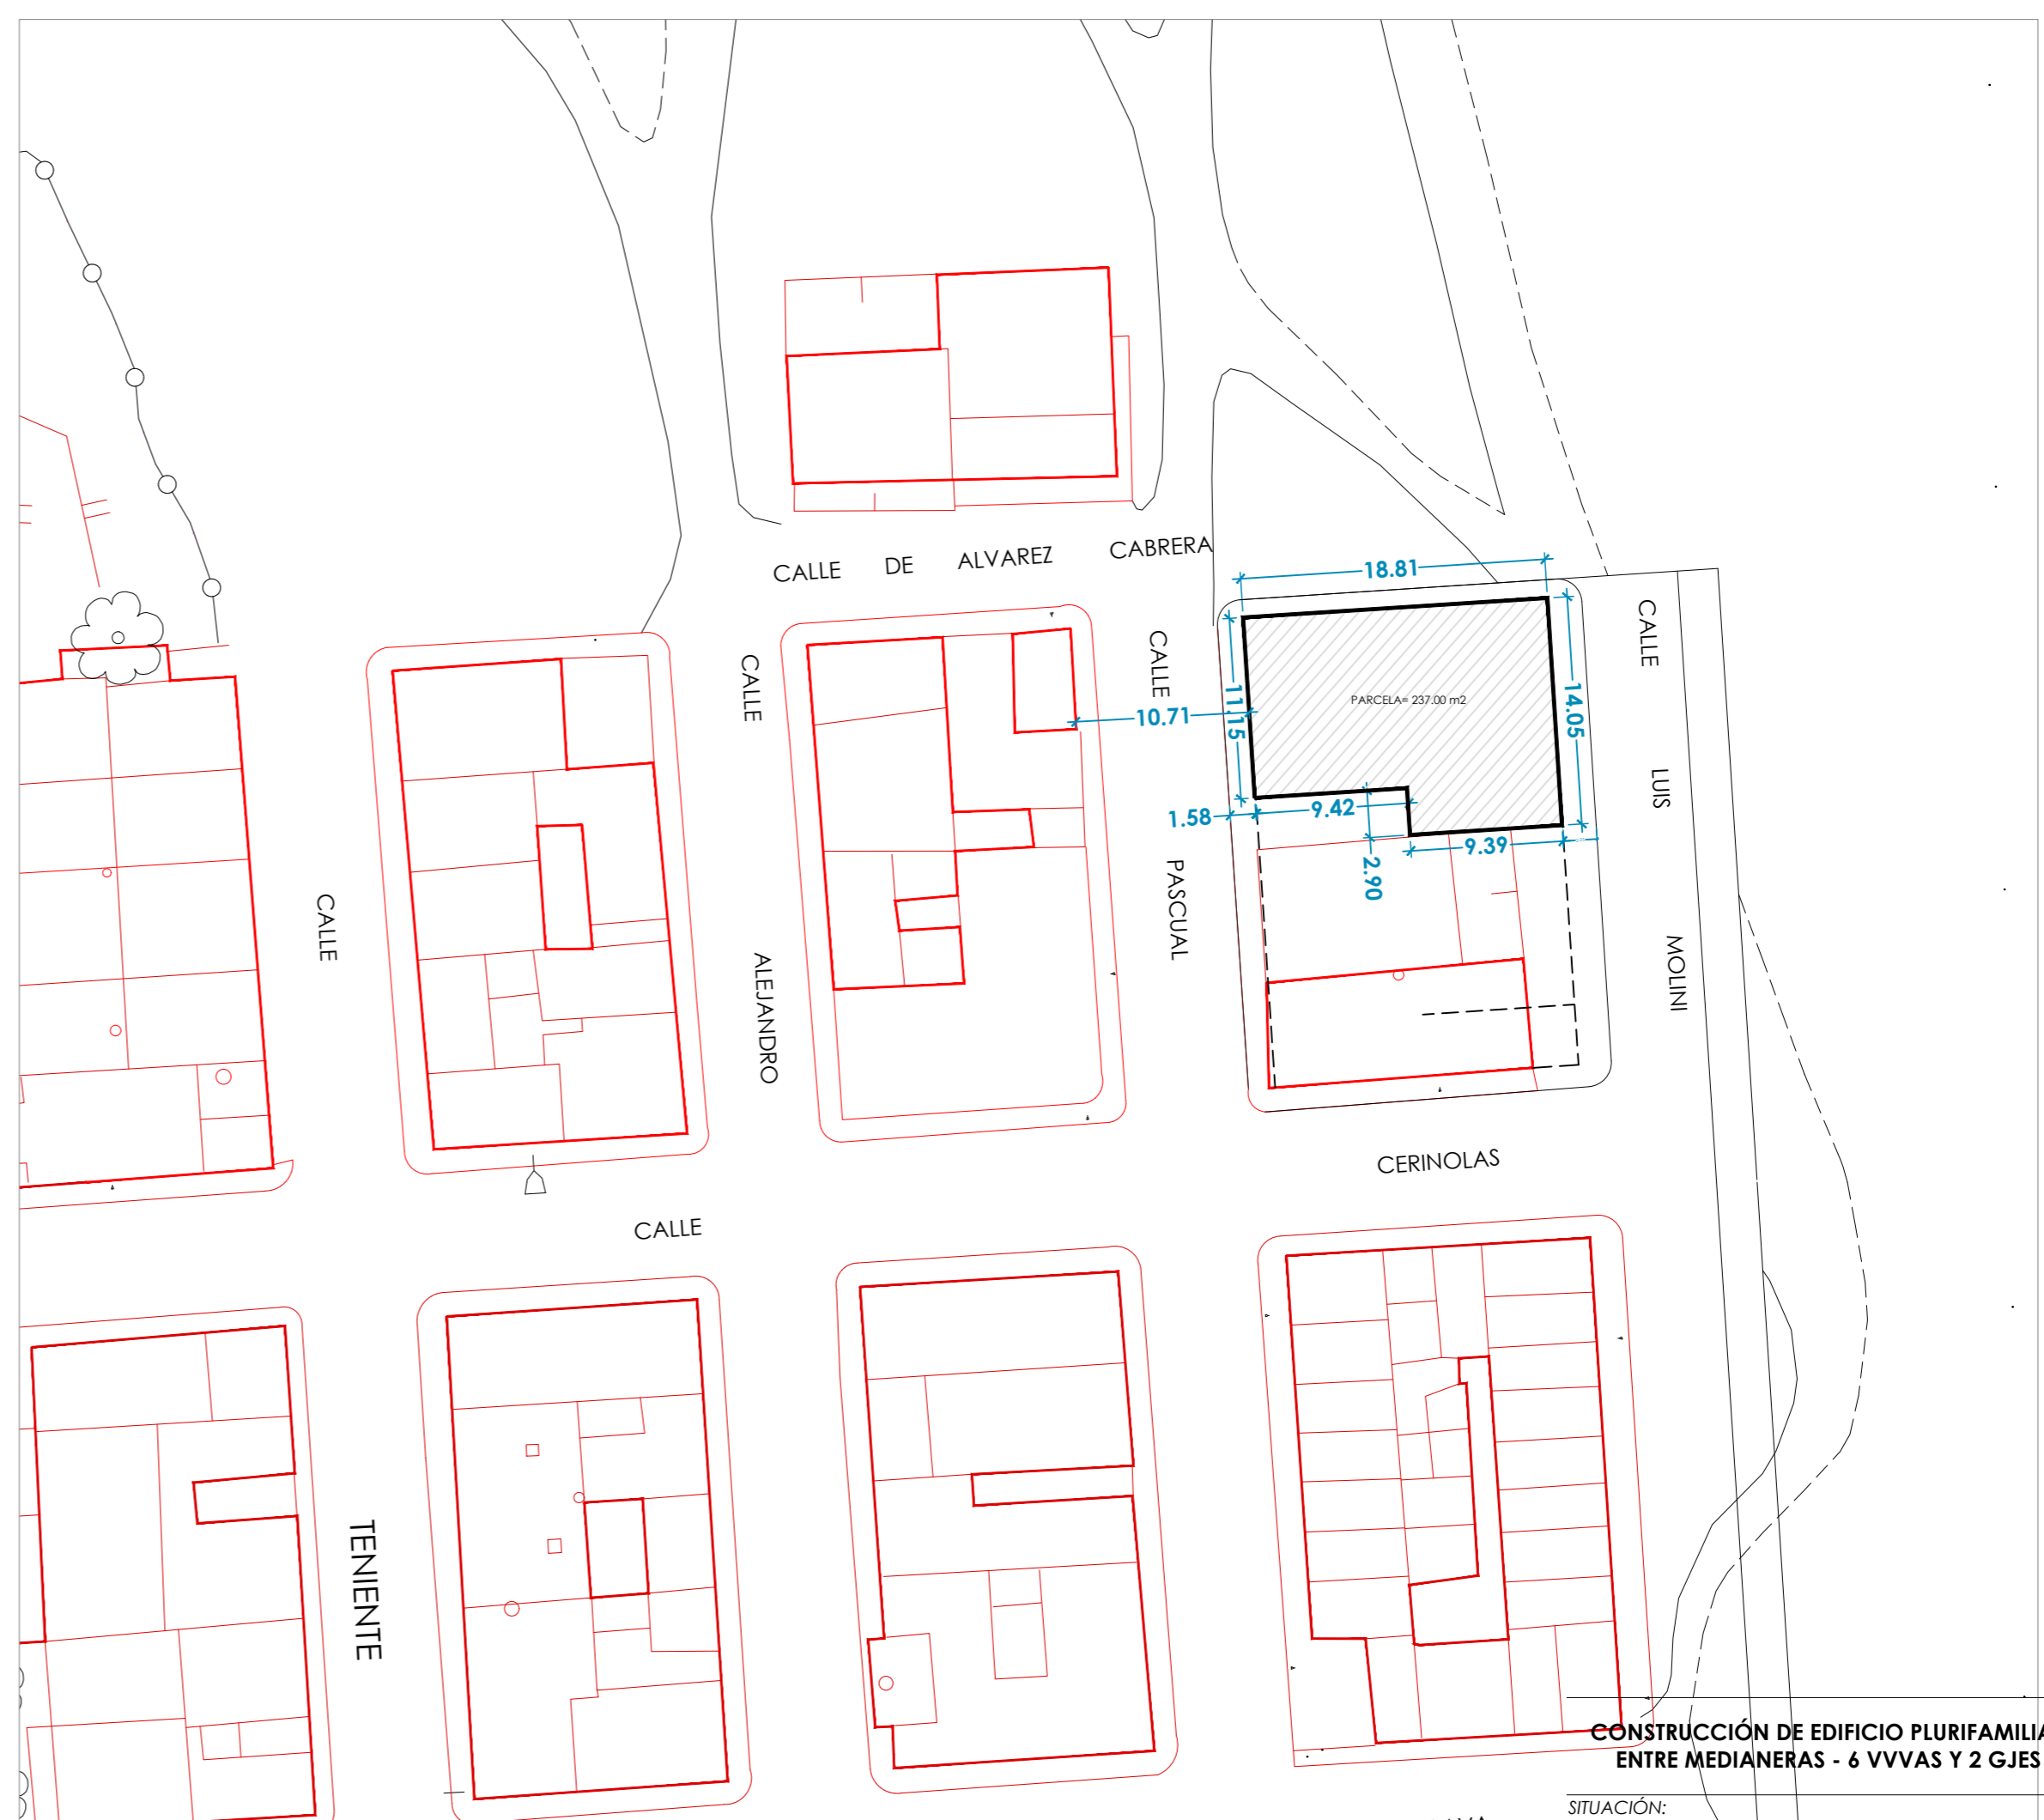 CALLE DE ALVAREZ CABRERA
18.81
CALLE
CALLE
CALLE
11.15
14.05
PARCELA= 237.00 m2
10.71
LUIS
1.58
9.42
9.39
2.90
PASCUAL
CALLE
ALEJANDRO
MOLINI
CERINOLAS
CALLE
TENIENTE
CONSTRUCCIÓN DE EDIFICIO PLURIFAMILIA
ENTRE MEDIANERAS - 6 VVVAS Y 2 GJES
SITUACIÓN: